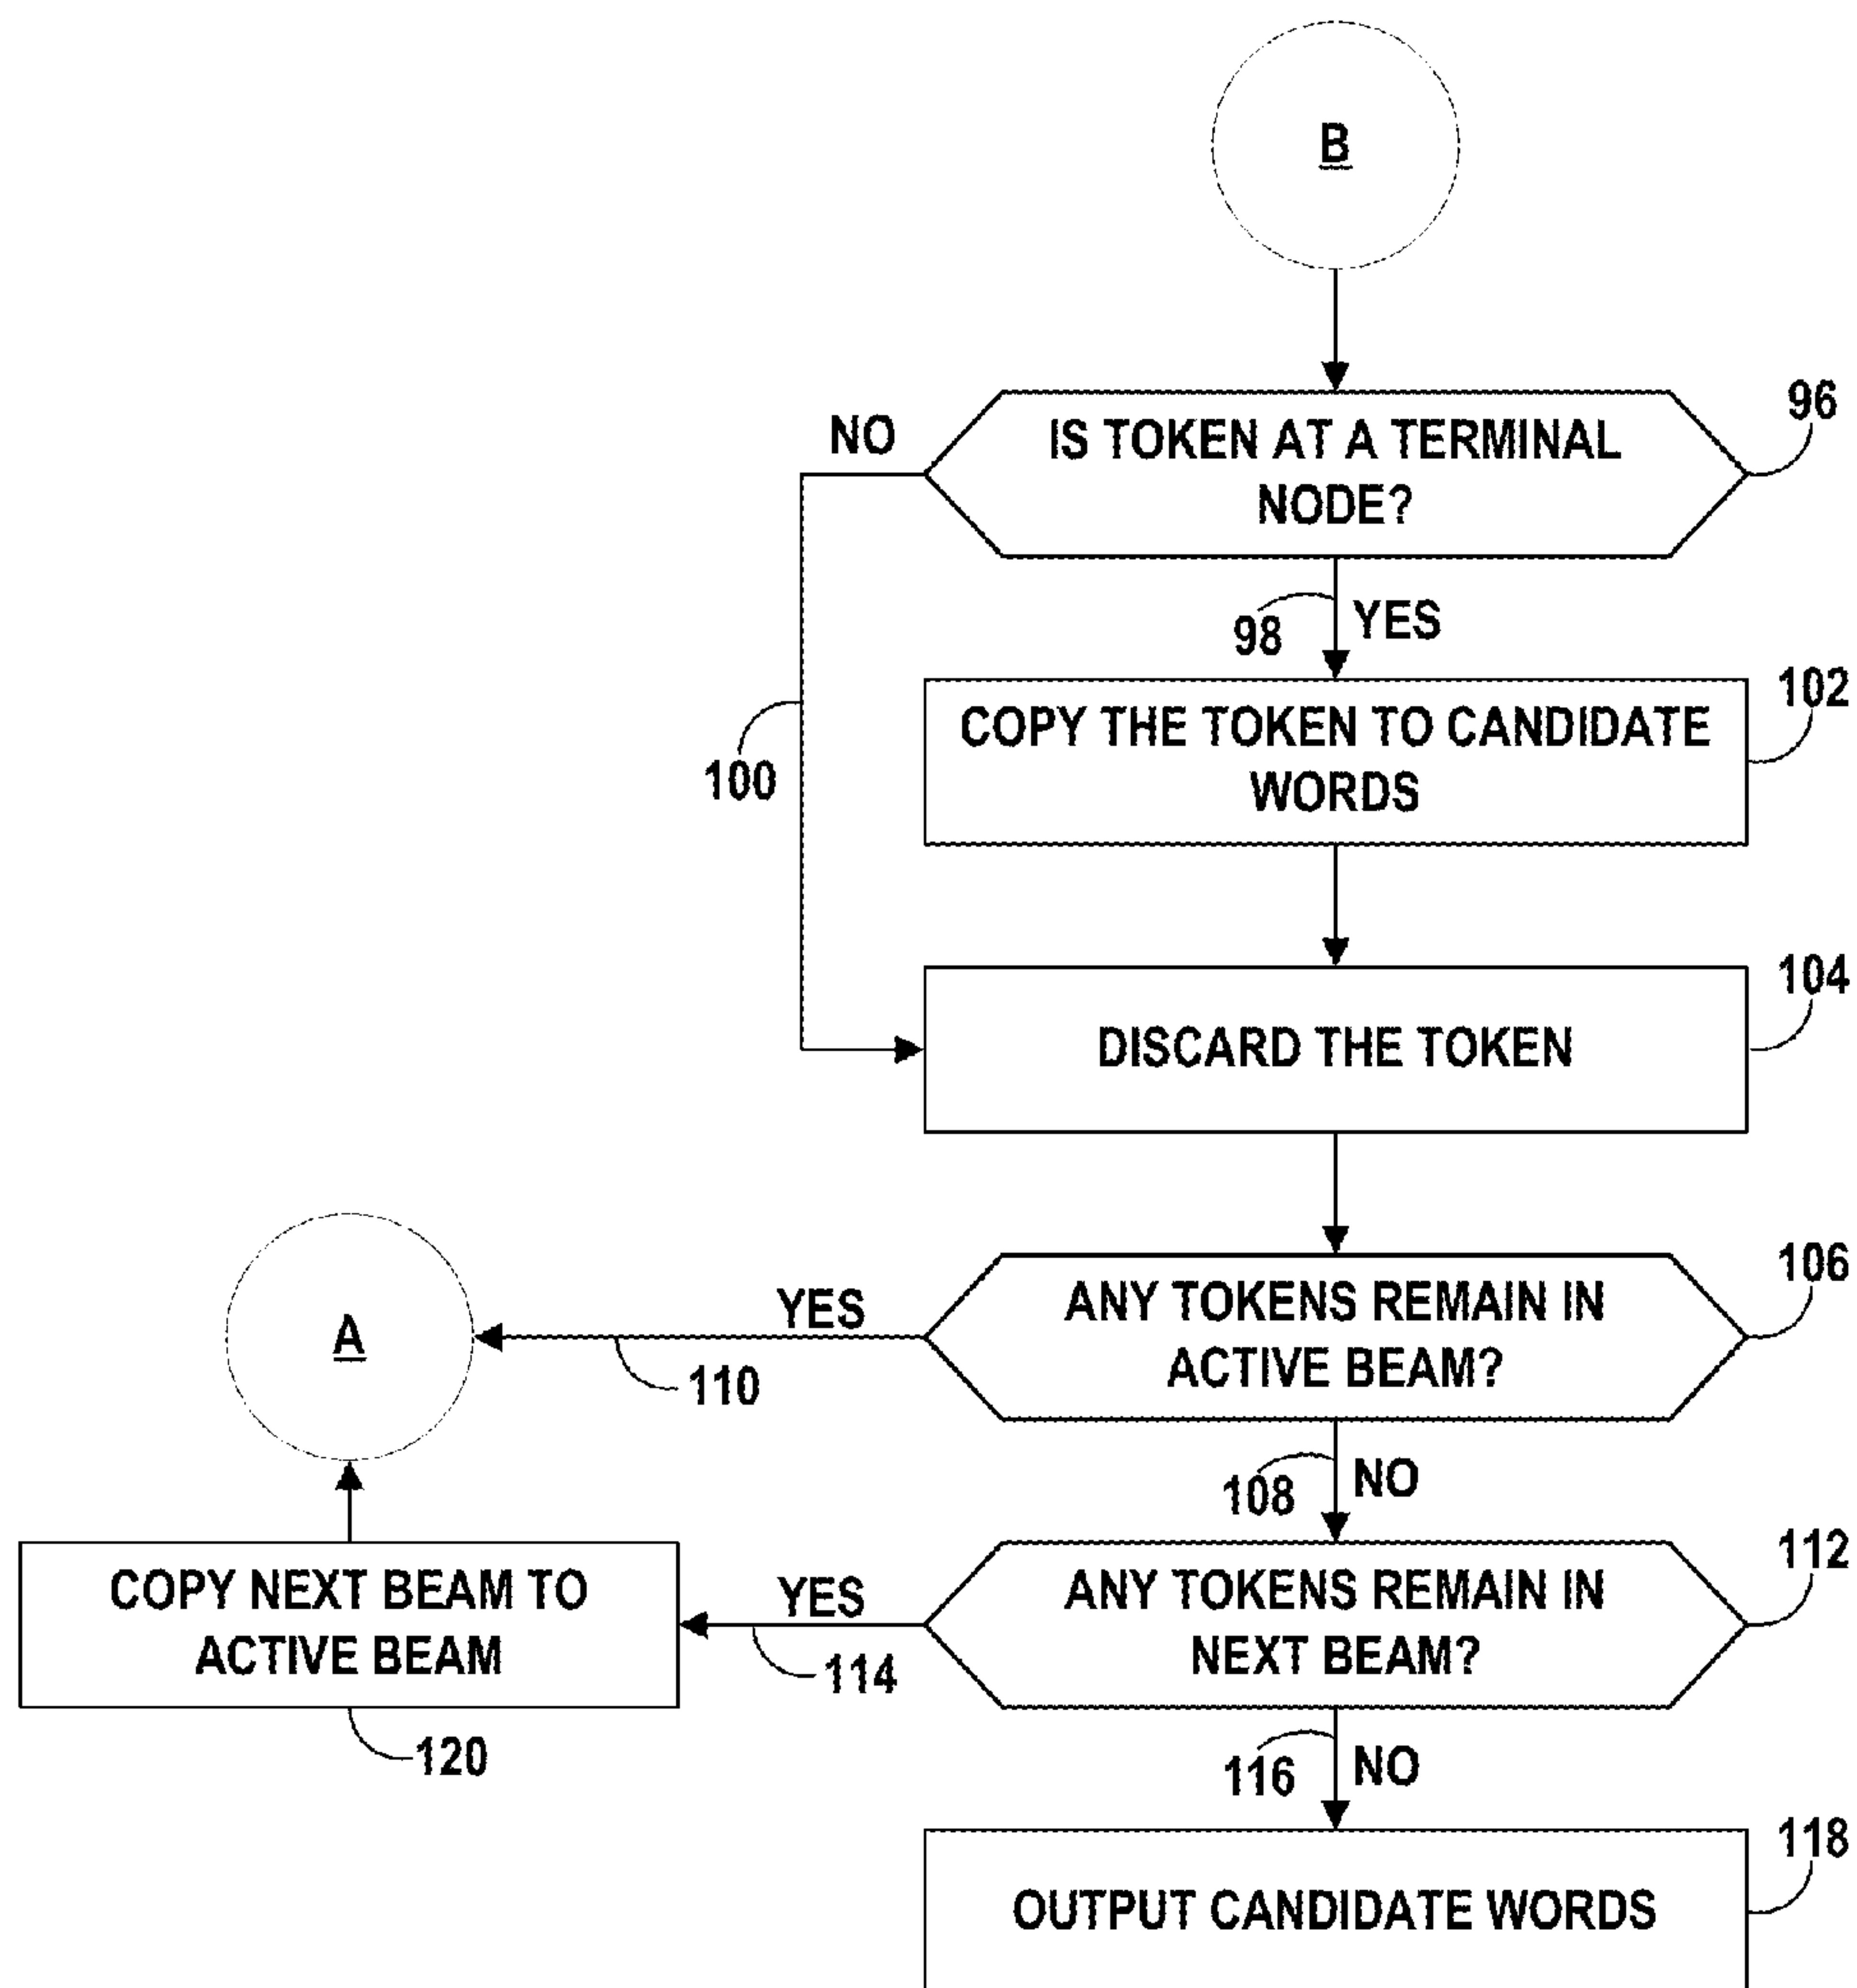 B
96
NO
IS TOKEN AT A TERMINAL
NODE?
98
YES
102
COPY THE TOKEN TO CANDIDATE
WORDS
100
104
DISCARD THE TOKEN
106
YES
ANY TOKENS REMAIN IN
ACTIVE BEAM?
A
110
108
NO
112
COPY NEXT BEAM TO
ACTIVE BEAM
YES
ANY TOKENS REMAIN IN
NEXT BEAM?
114
120
116
NO
118
OUTPUT CANDIDATE WORDS